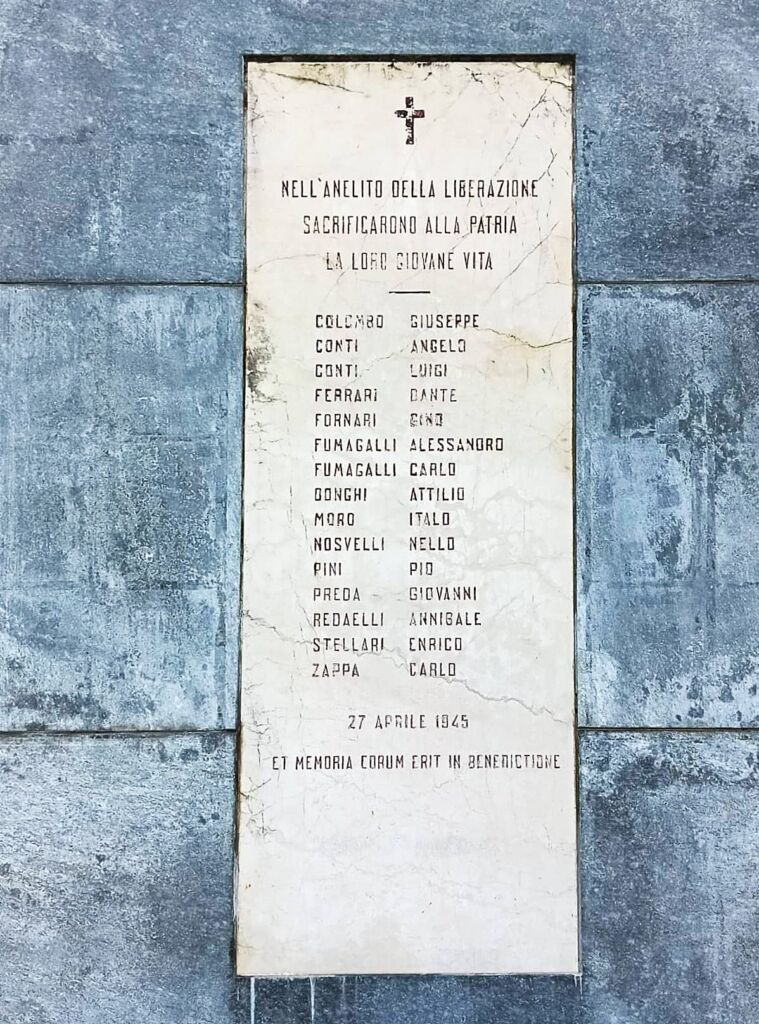 NELL'ANELITO DELLA LIBERAZIONE
SACRIFICARONO ALLA PATRIA
LA LORO GIOVANE VITA
COLOMBO GIUSEPPE
CONTI ANGELO
CONTI LUIGI
FERRARI DANTE
FORNARI GINO
FUMAGALLI ALESSANDRO
FUMAGALLI CARLO
GONGHI ATTILIO
MORO ITALO
NOSVELLI NELLO
PINI PIO
PREDA GIOVANNI
REDAELLI ANNIBALE
STELLARI ENRICO
ZAPPA CARLO
27 APRILE 1945
ET MEMORIA EORUM ERIT IN BENEDICTIONE